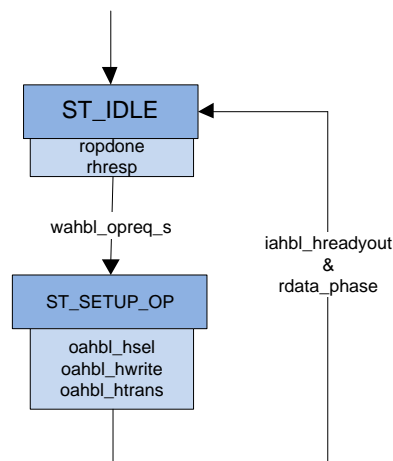 ST_IDLE
ropdone
rhresp
wahbl_opreq_s
iahbl_hreadyout
&
rdata_phase
ST_SETUP_OP
oahbl_hsel
oahbl_hwrite
oahbl_htrans